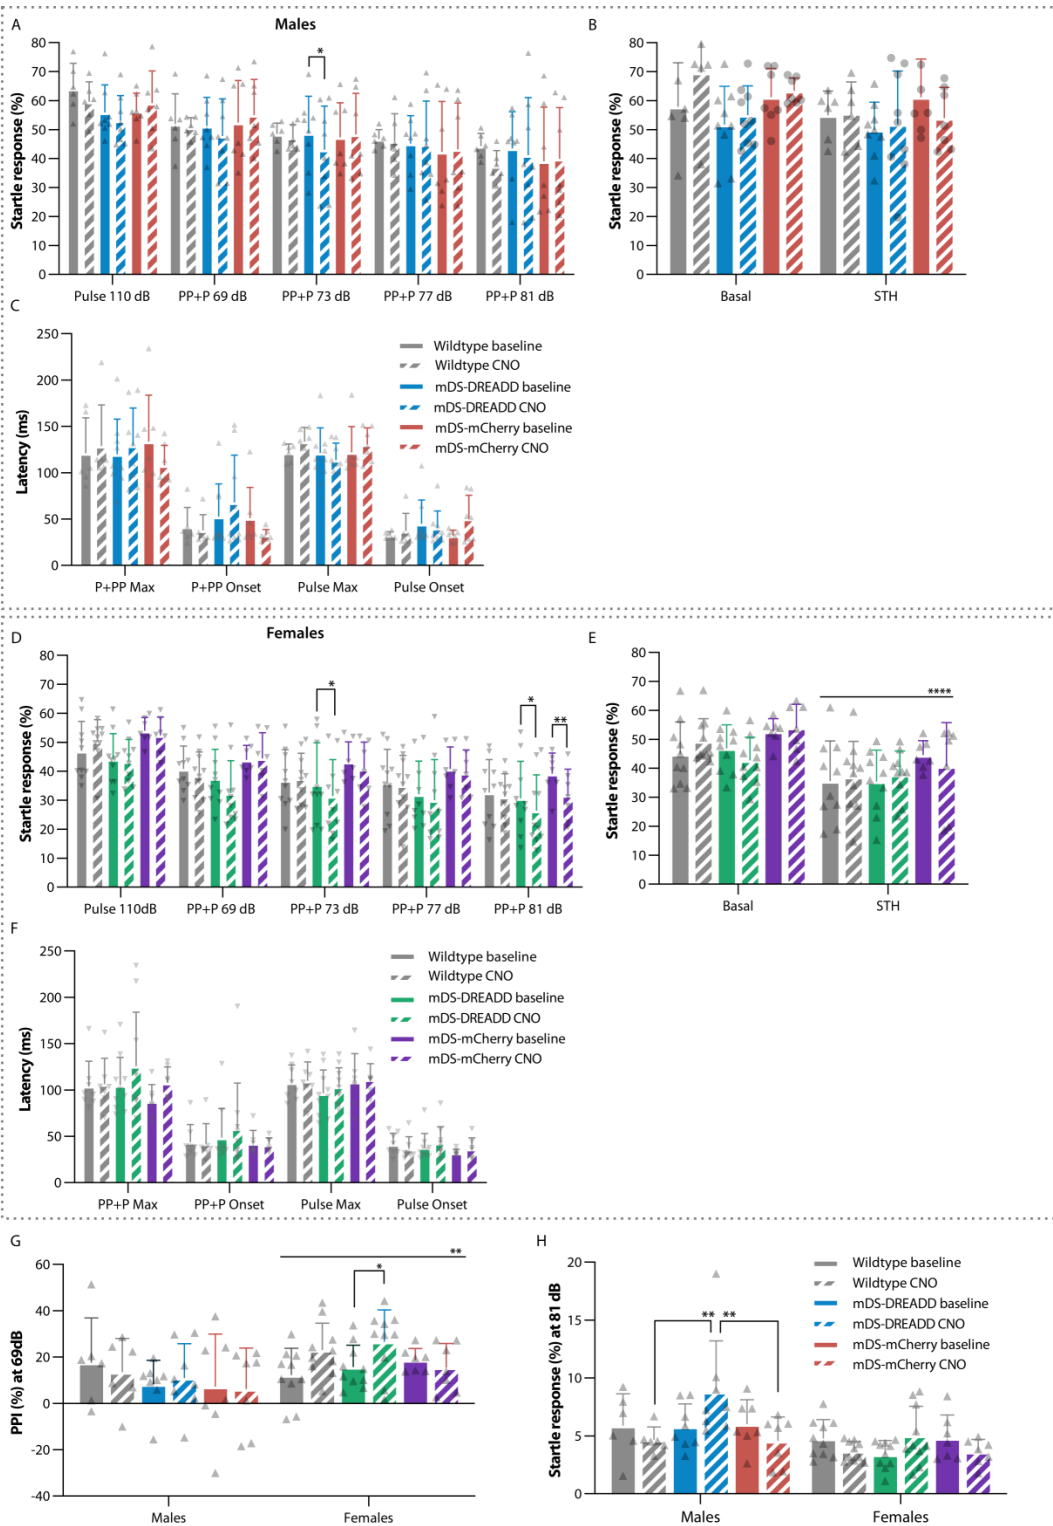 A
Males
B
80
70
60
50
40
30
20
10
0
Startle response (%)
*
Pulse 110 dB
PP+P 69 dB
PP+P 73 dB
PP+P 77 dB
PP+P 81 dB
80
70
60
50
40
30
20
10
0
Startle response (%)
Basal
STH
C
250
200
150
100
50
0
Latency (ms)
P+PP Max
P+PP Onset
Pulse Max
Pulse Onset
Wildtype baseline
Wildtype CNO
mDS-DREADD baseline
mDS-DREADD CNO
mDS-mCherry baseline
mDS-mCherry CNO
D
Females
E
80
70
60
50
40
30
20
10
0
Startle response (%)
*
*
**
Pulse 110dB
PP+P 69 dB
PP+P 73 dB
PP+P 77 dB
PP+P 81 dB
80
70
60
50
40
30
20
10
0
Startle response (%)
****
Basal
STH
F
250
200
150
100
50
0
Latency (ms)
PP+P Max
PP+P Onset
Pulse Max
Pulse Onset
Wildtype baseline
Wildtype CNO
mDS-DREADD baseline
mDS-DREADD CNO
mDS-mCherry baseline
mDS-mCherry CNO
G
60
40
20
0
-20
-40
PPI (%) at 69dB
**
*
Males
Females
H
20
15
10
5
0
Startle response (%) at 81 dB
** **
Males
Females
Wildtype baseline
Wildtype CNO
mDS-DREADD baseline
mDS-DREADD CNO
mDS-mCherry baseline
mDS-mCherry CNO